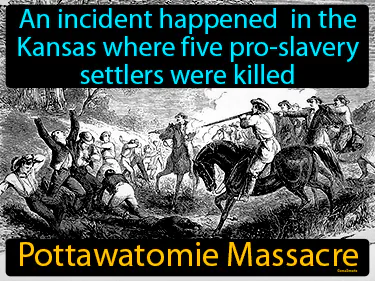 An incident happened in the
Kansas where five pro-slavery
settlers were killed
Pottawatomie Massacre